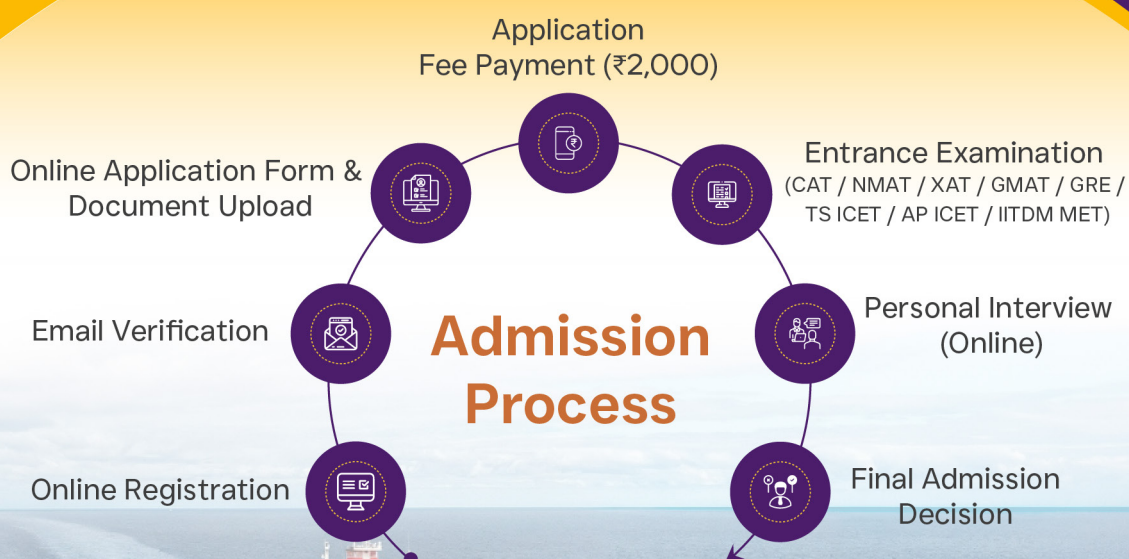 Application
Fee Payment (₹2,000)
Online Application Form &
Document Upload
Entrance Examination
(CAT / NMAT / XAT / GMAT / GRE /
TS ICET / AP ICET / IITDM MET)
Email Verification
Admission
Process
Personal Interview
(Online)
Online Registration
Final Admission
Decision